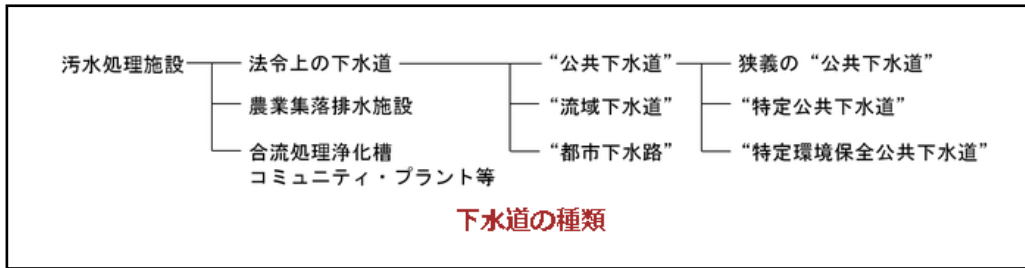 汚水処理施設 法令上の下水道 “公共下水道” 狭義の“公共下水道”
農業集落排水施設 “流域下水道” “特定公共下水道”
合流処理浄化槽 “都市下水路” “特定環境保全公共下水道”
コミュニティ・プラント等
下水道の種類